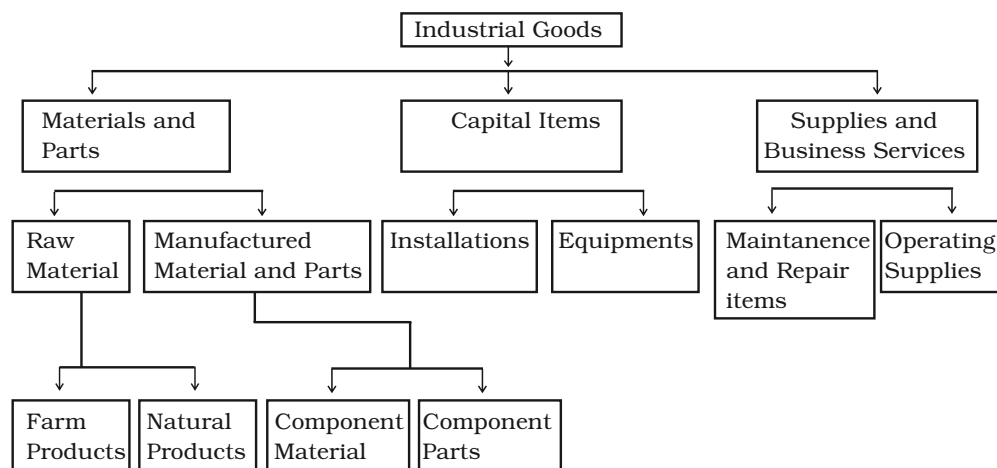 Industrial Goods
Materials and
Parts
Capital Items
Supplies and
Business Services
Raw
Material
Manufactured
Material and Parts
Installations
Equipments
Maintanence
and Repair
items
Operating
Supplies
Farm
Products
Natural
Products
Component
Material
Component
Parts